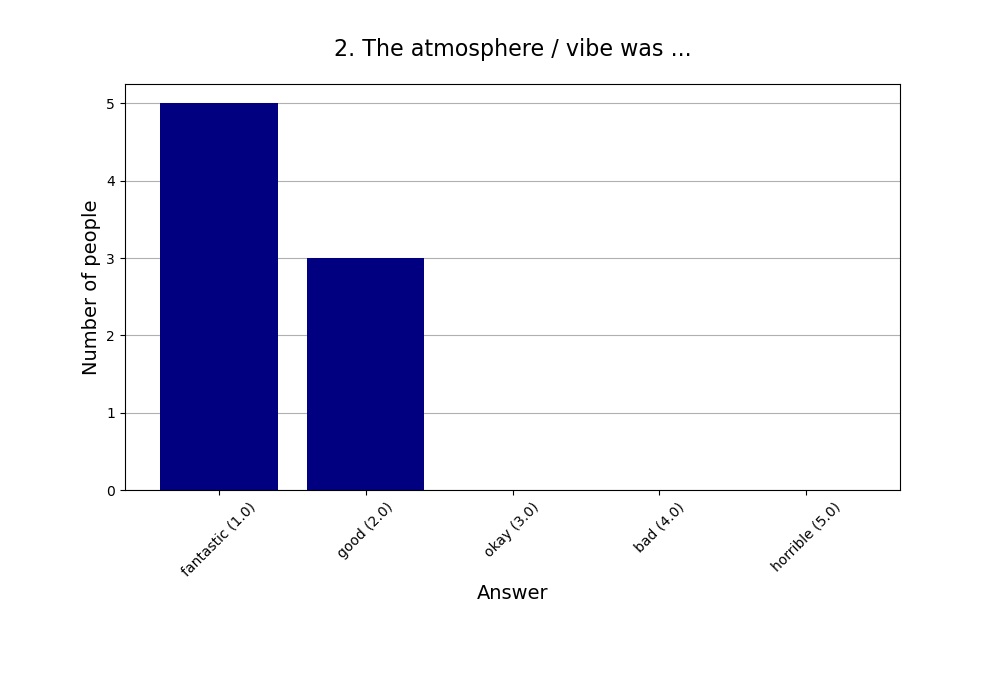 2. The atmosphere / vibe was ...
Number of people
5
4
3
2
1
0
fantastic (1.0)
good (2.0)
okay (3.0)
bad (4.0)
horrible (5.0)
Answer